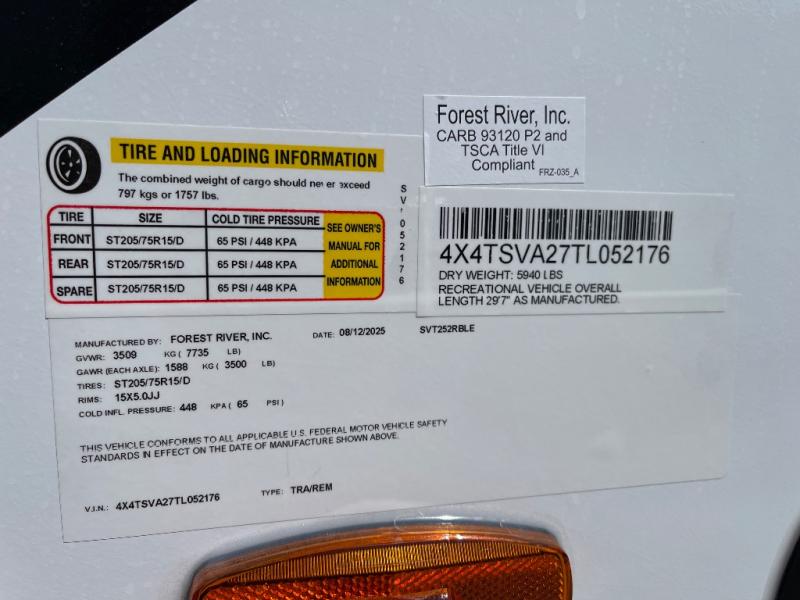 Forest River, Inc.
CARB 93120 P2 and
TSCA Title VI
Compliant
FRZ-035_A
TIRE AND LOADING INFORMATION
The combined weight of cargo should never exceed
797 kgs or 1757 lbs.
TIRE SIZE COLD TIRE PRESSURE
FRONT ST205/75R15/D 65 PSI / 448 KPA
REAR ST205/75R15/D 65 PSI / 448 KPA
SPARE ST205/75R15/D 65 PSI / 448 KPA
SEE OWNER'S
MANUAL FOR
ADDITIONAL
INFORMATION
SV*052176
4X4TSVA27TL052176
DRY WEIGHT: 5940 LBS
RECREATIONAL VEHICLE OVERALL
LENGTH 29'7" AS MANUFACTURED.
MANUFACTURED BY: FOREST RIVER, INC. DATE: 08/12/2025 SVT252RBLE
GVWR: 3509 KG ( 7735 LB)
GAWR (EACH AXLE): 1588 KG ( 3500 LB)
TIRES: ST205/75R15/D
RIMS: 15X5.0JJ
COLD INFL. PRESSURE: 448 KPA ( 65 PSI )
THIS VEHICLE CONFORMS TO ALL APPLICABLE U.S. FEDERAL MOTOR VEHICLE SAFETY
STANDARDS IN EFFECT ON THE DATE OF MANUFACTURE SHOWN ABOVE.
V.I.N.: 4X4TSVA27TL052176 TYPE: TRA/REM